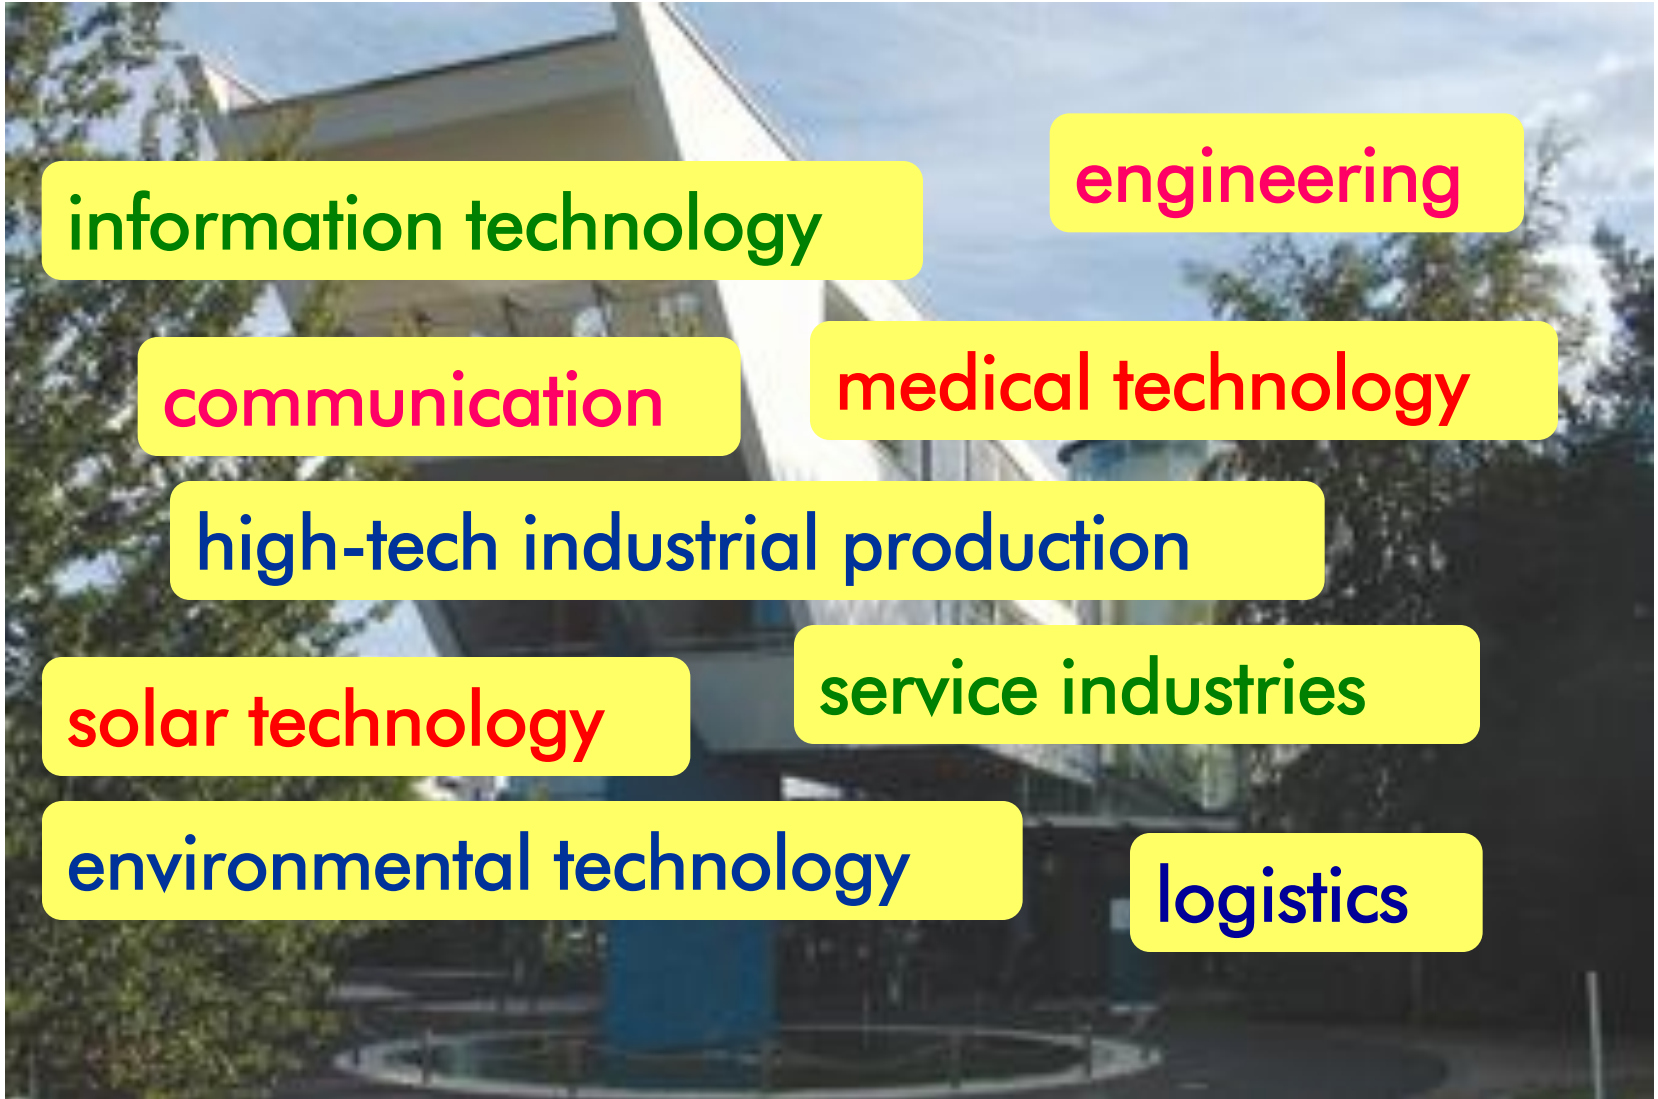 engineering
information technology
medical technology
communication
high-tech industrial production
service industries
solar technology
environmental technology
logistics